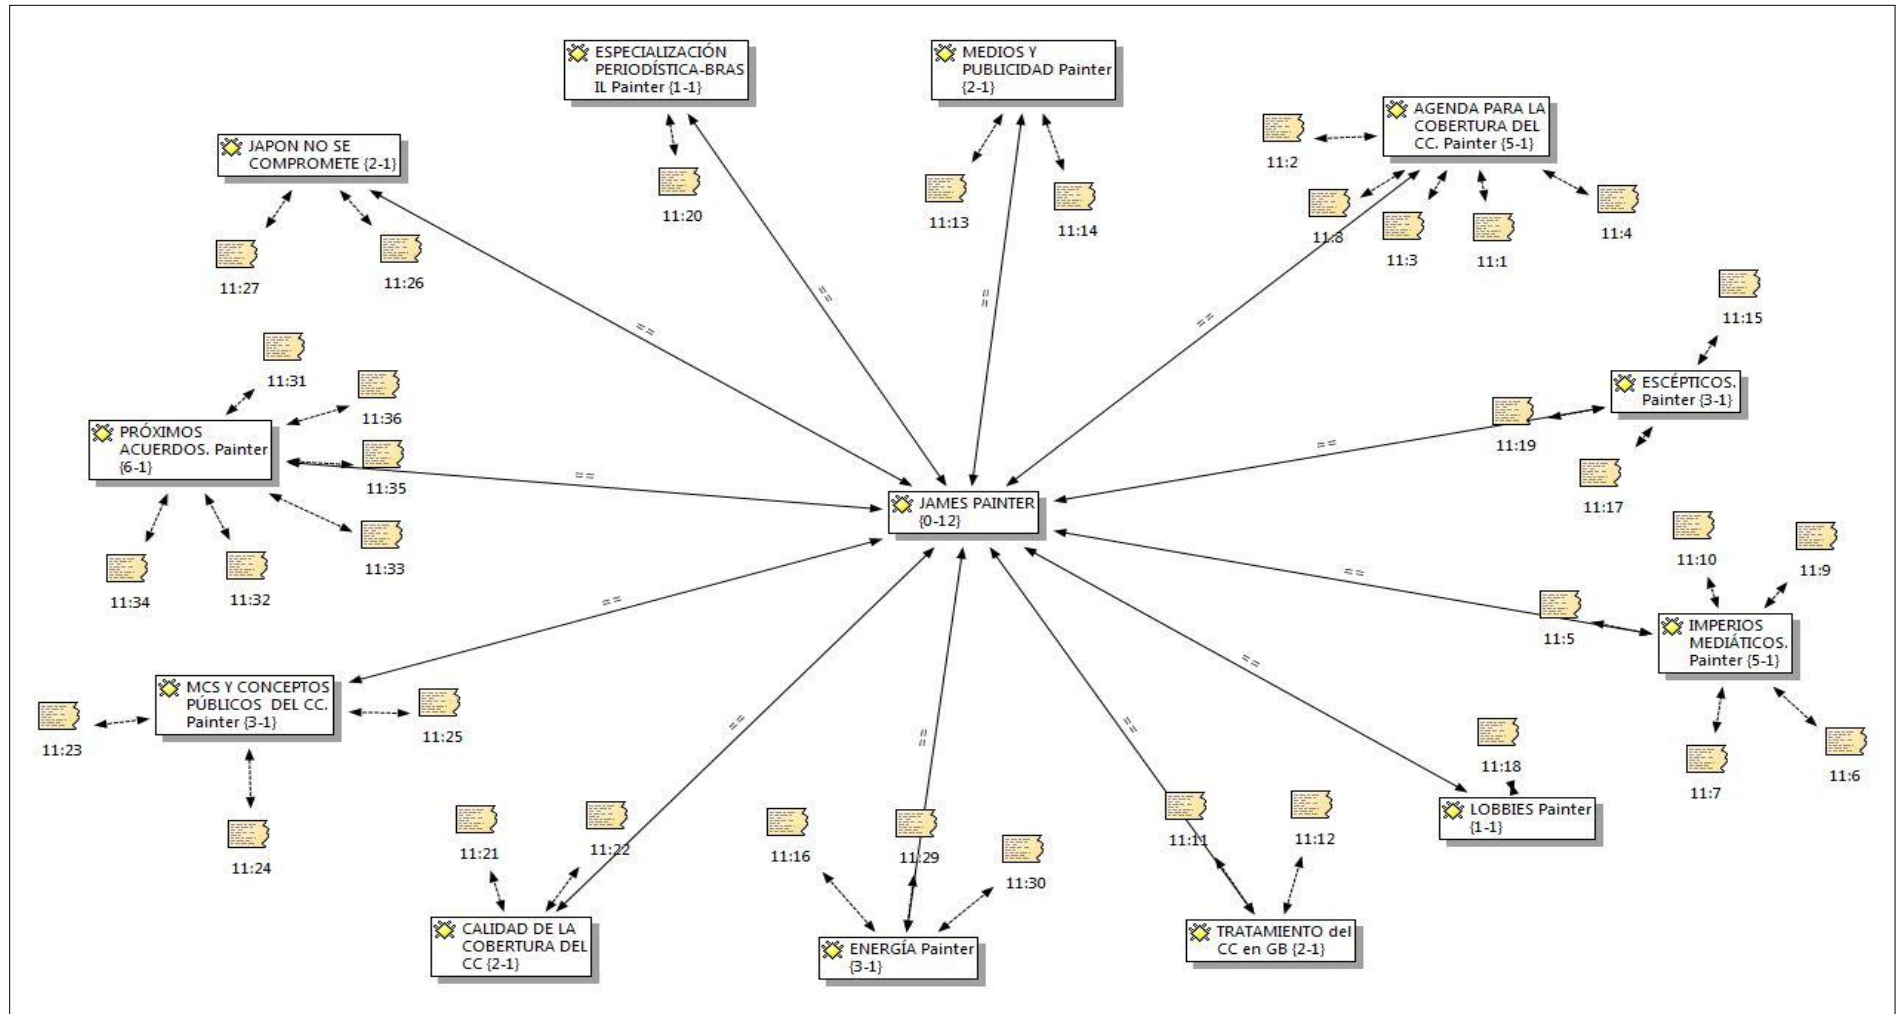 ESPECIALIZACIÓN
PERIODÍSTICA-BRAS
IL Painter {1-1}
MEDIOS Y
PUBLICIDAD Painter
{2-1}
AGENDA PARA LA
COBERTURA DEL
CC. Painter {5-1}
JAPON NO SE
COMPROMETE {2-1}
11:2
11:20
11:13
11:14
11:8
11:3
11:1
11:4
11:27
11:26
==
==
==
==
11:15
11:31
11:36
ESCÉPTICOS.
Painter {3-1}
PRÓXIMOS
ACUERDOS. Painter
{6-1}
11:19
==
11:35
==
11:17
JAMES PAINTER
{0-12}
11:33
11:10
11:9
11:34
11:32
==
==
11:5
IMPERIOS
MEDIÁTICOS.
Painter {5-1}
==
MCS Y CONCEPTOS
PÚBLICOS DEL CC.
Painter {3-1}
11:23
11:25
==
==
==
11:18
11:7
11:6
11:24
11:21
11:22
11:16
11:29
11:30
11:11
11:12
LOBBIES Painter
{1-1}
CALIDAD DE LA
COBERTURA DEL
CC {2-1}
ENERGÍA Painter
{3-1}
TRATAMIENTO del
CC en GB {2-1}